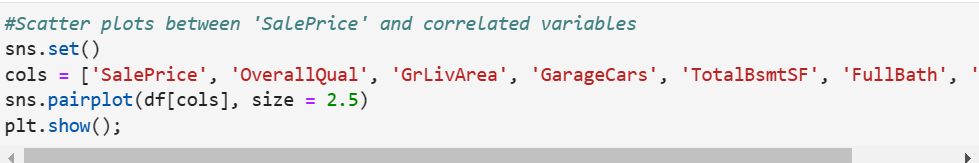 #Scatter plots between 'SalePrice' and correlated variables
sns.set()
cols = ['SalePrice', 'OverallQual', 'GrLivArea', 'GarageCars', 'TotalBsmtSF', 'FullBath', '
sns.pairplot(df[cols], size = 2.5)
plt.show();